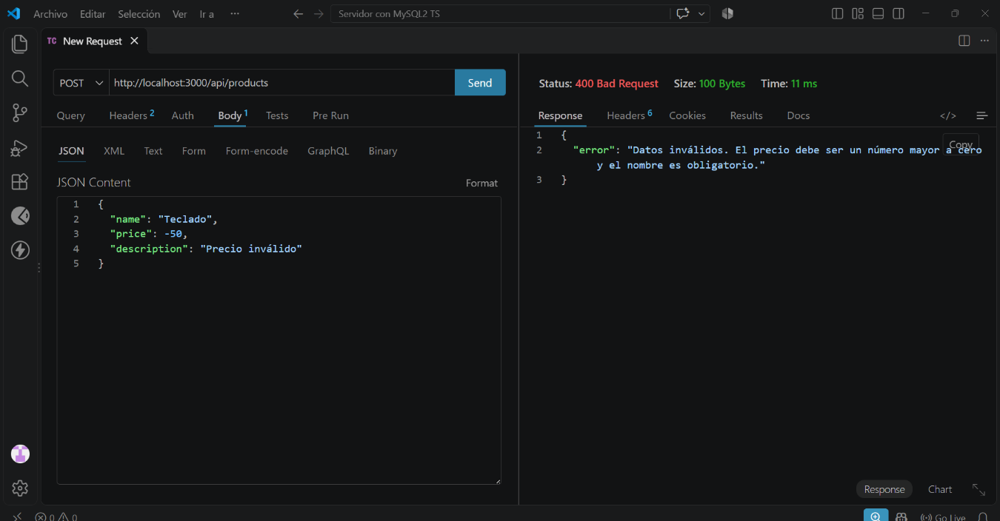 Archivo Editar Selección Ver Ir a ··· Servidor con MySQL2 TS
TC New Request
POST http://localhost:3000/api/products Send
Status: 400 Bad Request Size: 100 Bytes Time: 11 ms
Query Headers 2 Auth Body 1 Tests Pre Run
Response Headers 6 Cookies Results Docs </>
JSON XML Text Form Form-encode GraphQL Binary
JSON Content Format
1 {
2 "name": "Teclado",
3 "price": -50,
4 "description": "Precio inválido"
5 }
Copy
1 {
2 "error": "Datos inválidos. El precio debe ser un número mayor a cero
y el nombre es obligatorio."
3 }
Response Chart
0 0 Go Live